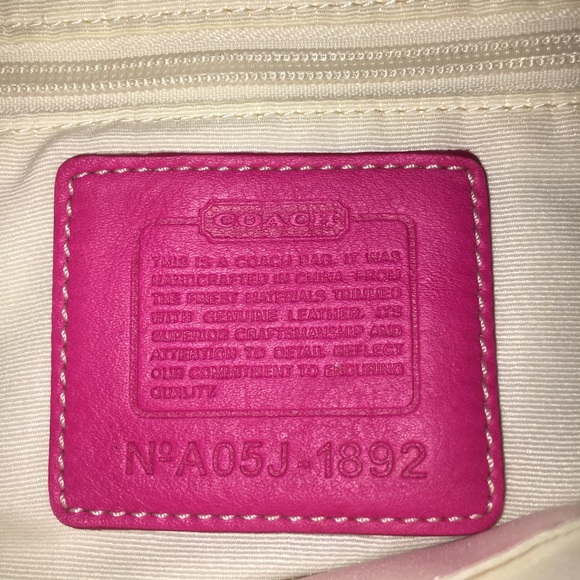 COACH
THIS IS A COACH BAG. IT WAS
HANDCRAFTED IN CHINA FROM
THE FINEST MATERIALS TRIMMED
WITH GENUINE LEATHER. ITS
SUPERIOR CRAFTSMANSHIP AND
ATTENTION TO DETAIL REFLECT
OUR COMMITMENT TO ENDURING
QUALITY.
NºA05J-1892